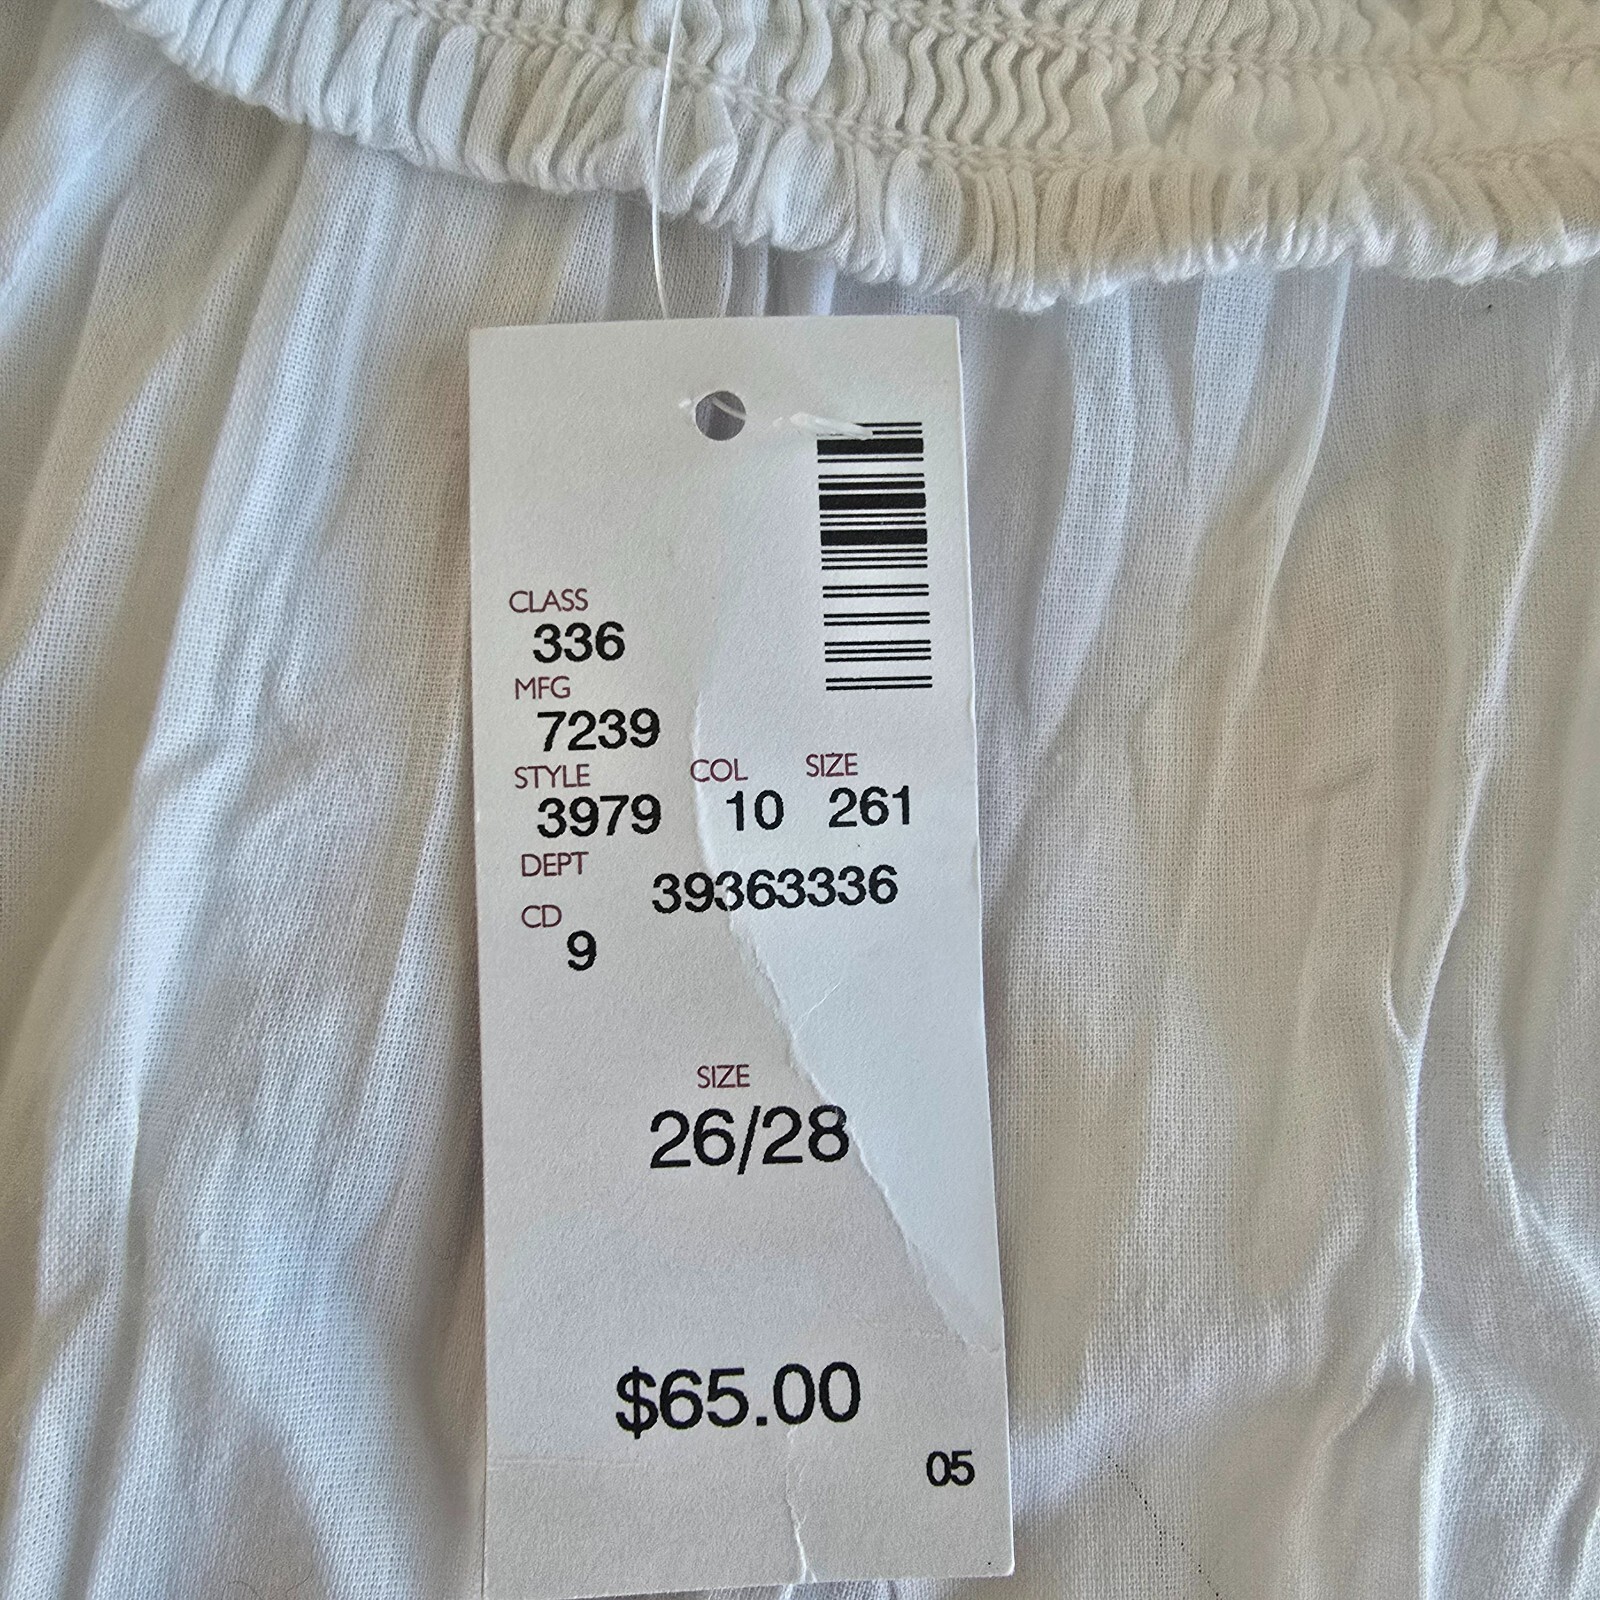 CLASS
336
MFG
7239
STYLE COL SIZE
3979 10 261
DEPT
39363336
CD
9
SIZE
26/28
$65.00
05